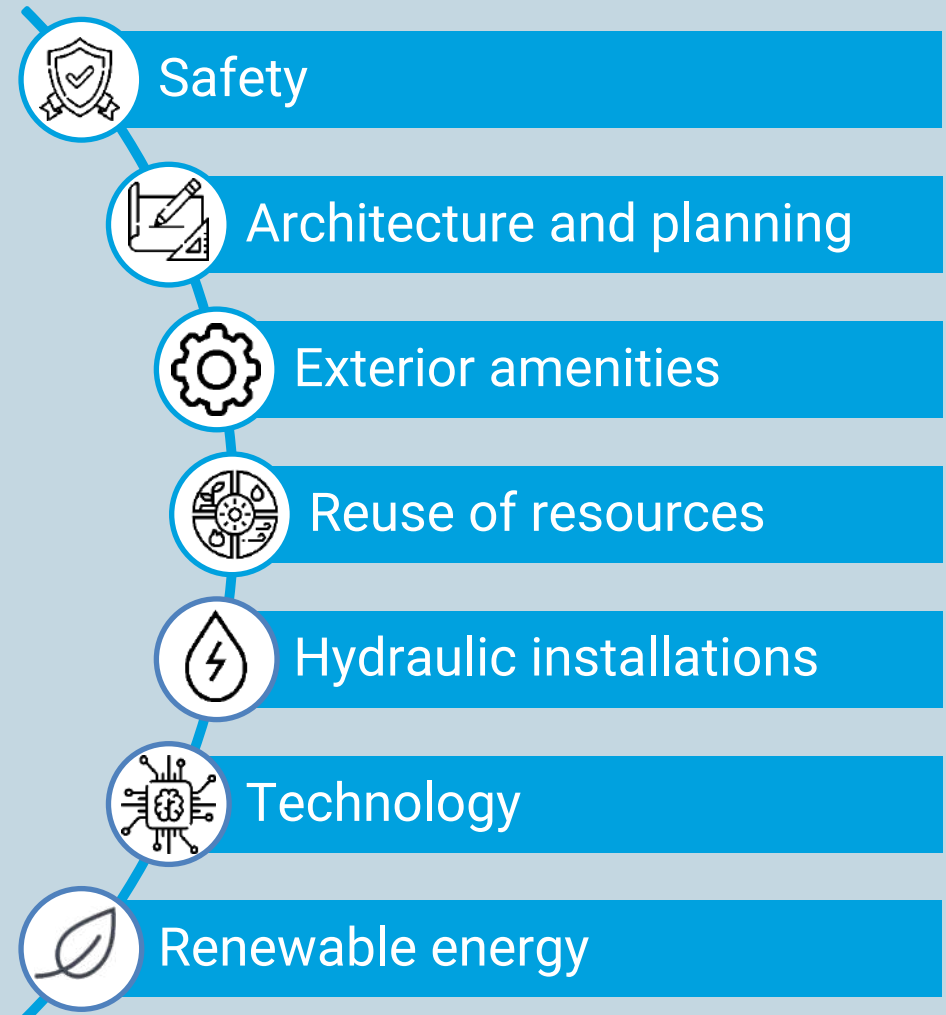 Safety
Architecture and planning
Exterior amenities
Reuse of resources
Hydraulic installations
Technology
Renewable energy